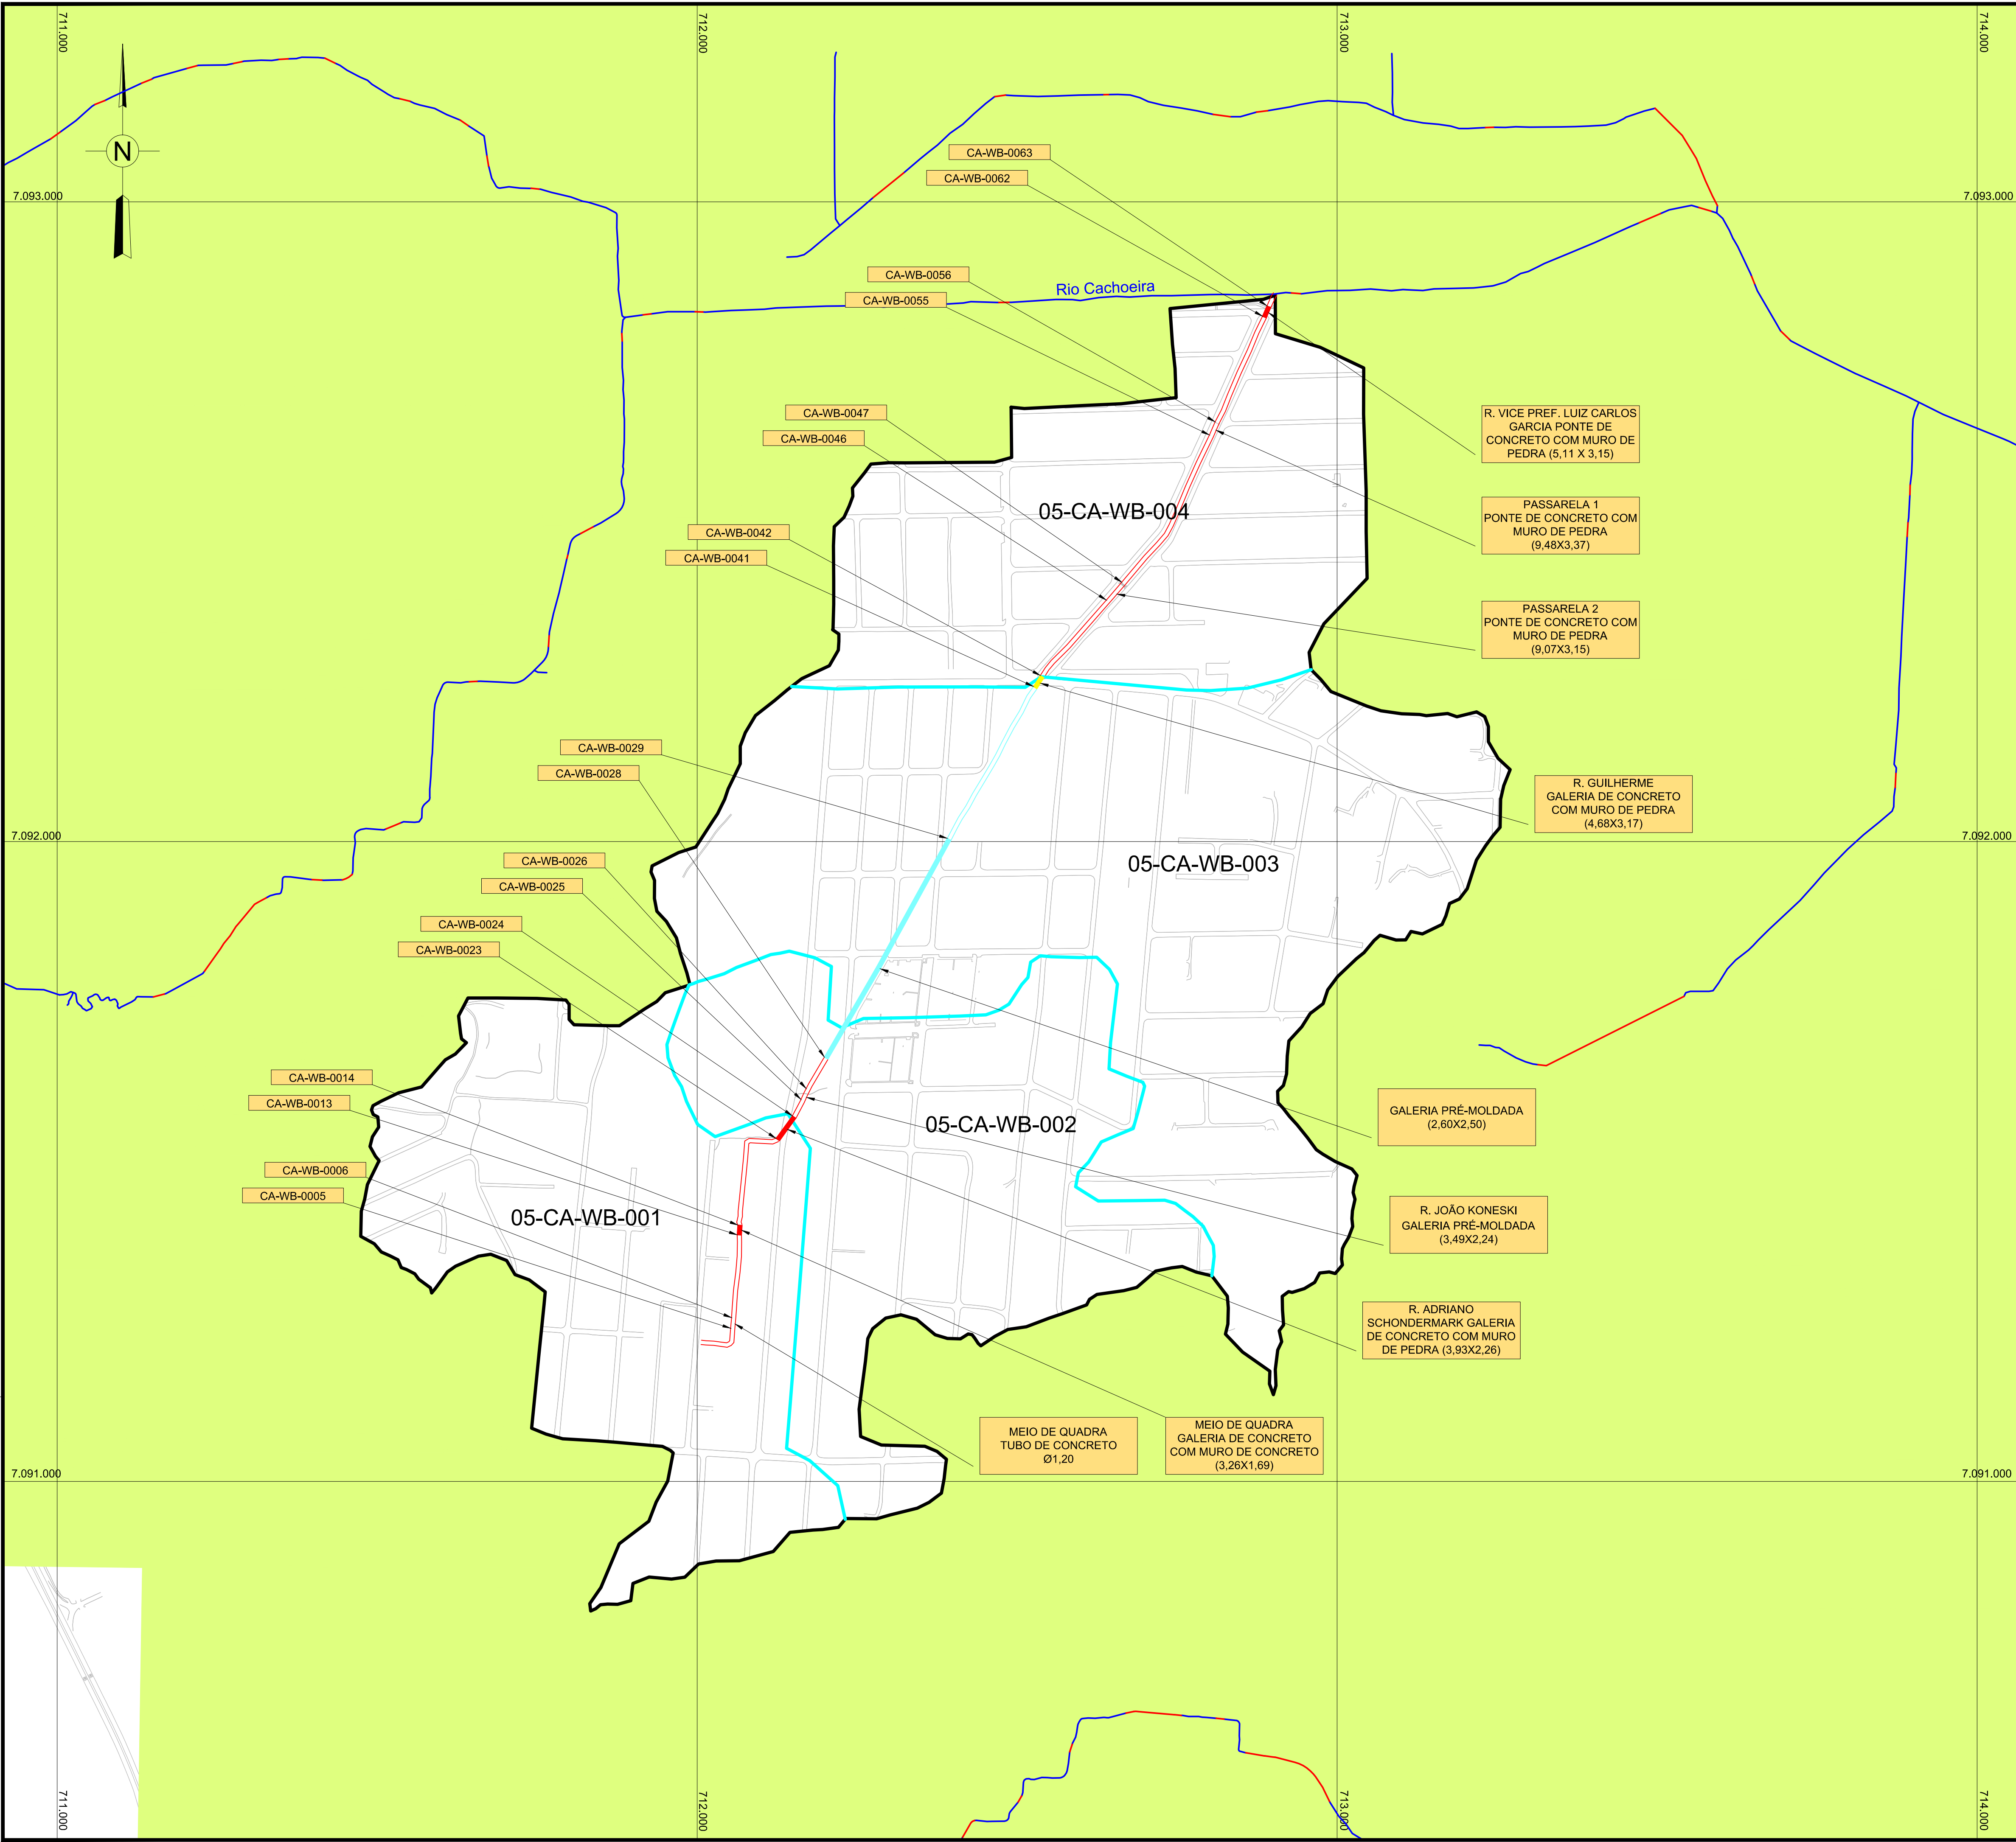 711.000
712.000
713.000
714.000
N
7.093.000
7.093.000
CA-WB-0063
CA-WB-0062
CA-WB-0056
CA-WB-0055
Rio Cachoeira
CA-WB-0047
CA-WB-0046
R. VICE PREF. LUIZ CARLOS
GARCIA PONTE DE
CONCRETO COM MURO DE
PEDRA (5,11 X 3,15)
PASSARELA 1
PONTE DE CONCRETO COM
MURO DE PEDRA
(9,48X3,37)
05-CA-WB-004
CA-WB-0042
CA-WB-0041
PASSARELA 2
PONTE DE CONCRETO COM
MURO DE PEDRA
(9,07X3,15)
CA-WB-0029
CA-WB-0028
R. GUILHERME
GALERIA DE CONCRETO
COM MURO DE PEDRA
(4,68X3,17)
7.092.000
7.092.000
CA-WB-0026
CA-WB-0025
05-CA-WB-003
CA-WB-0024
CA-WB-0023
CA-WB-0014
CA-WB-0013
GALERIA PRÉ-MOLDADA
(2,60X2,50)
05-CA-WB-002
CA-WB-0006
CA-WB-0005
05-CA-WB-001
R. JOÃO KONESKI
GALERIA PRÉ-MOLDADA
(3,49X2,24)
R. ADRIANO
SCHONDERMARK GALERIA
DE CONCRETO COM MURO
DE PEDRA (3,93X2,26)
MEIO DE QUADRA
TUBO DE CONCRETO
Ø1,20
MEIO DE QUADRA
GALERIA DE CONCRETO
COM MURO DE CONCRETO
(3,26X1,69)
7.091.000
7.091.000
711.000
712.000
713.000
714.000